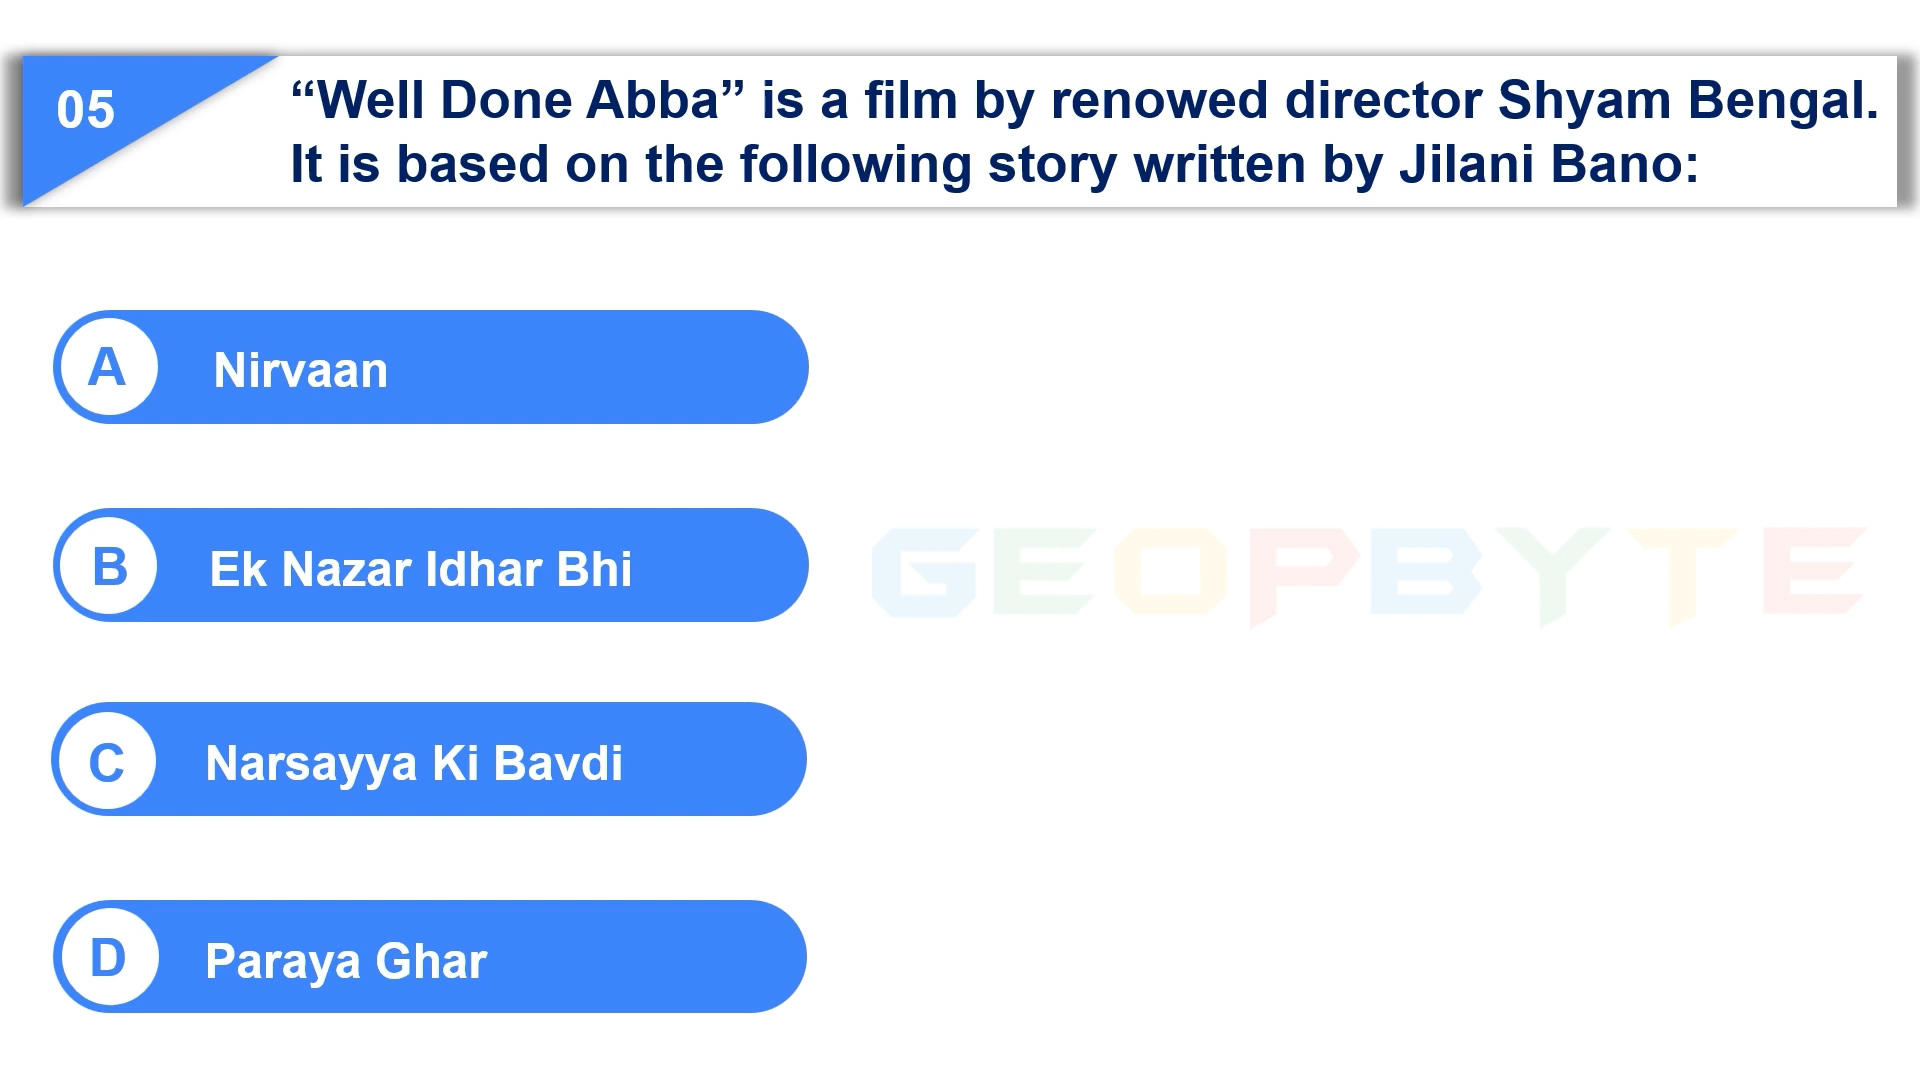 05
“Well Done Abba” is a film by renowed director Shyam Bengal.
It is based on the following story written by Jilani Bano:
A Nirvaan
B Ek Nazar Idhar Bhi
GEOPBYTE
C Narsayya Ki Bavdi
D Paraya Ghar